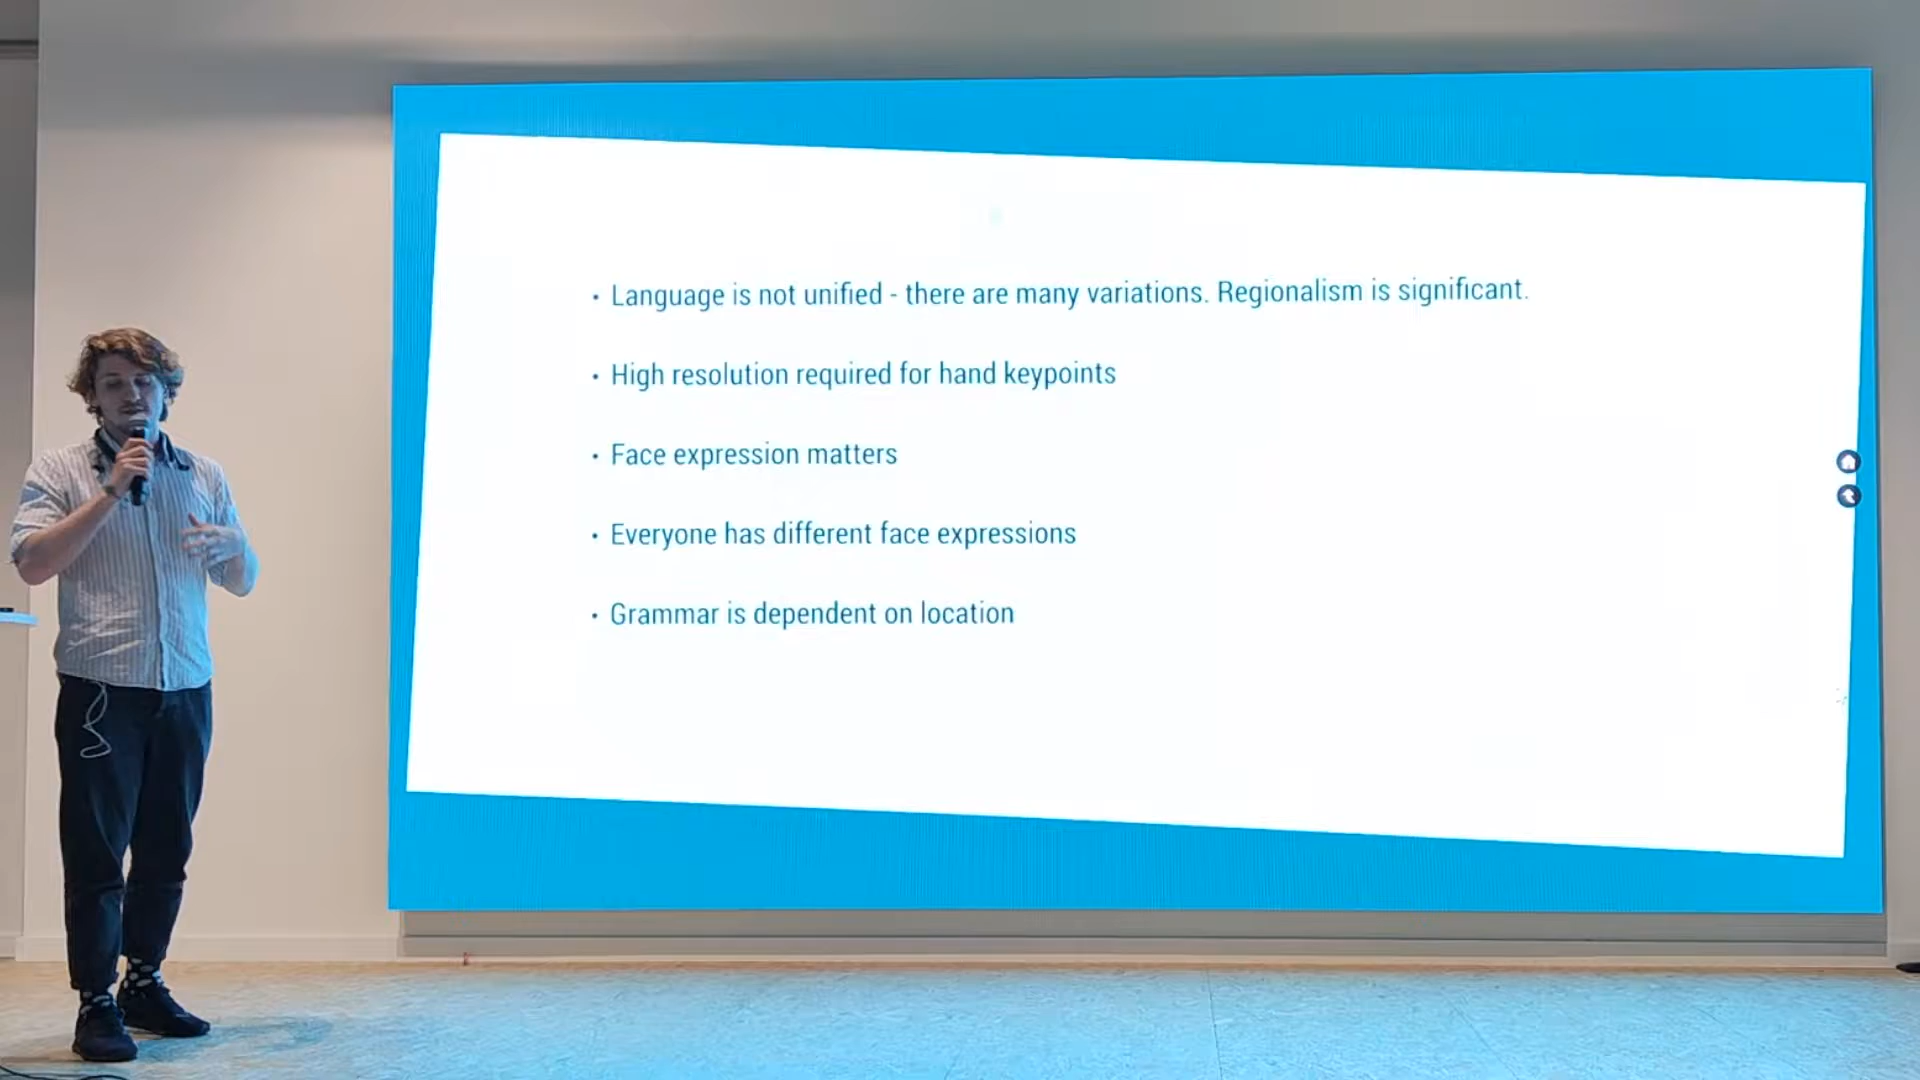 • Language is not unified - there are many variations. Regionalism is significant.
• High resolution required for hand keypoints
• Face expression matters
• Everyone has different face expressions
• Grammar is dependent on location